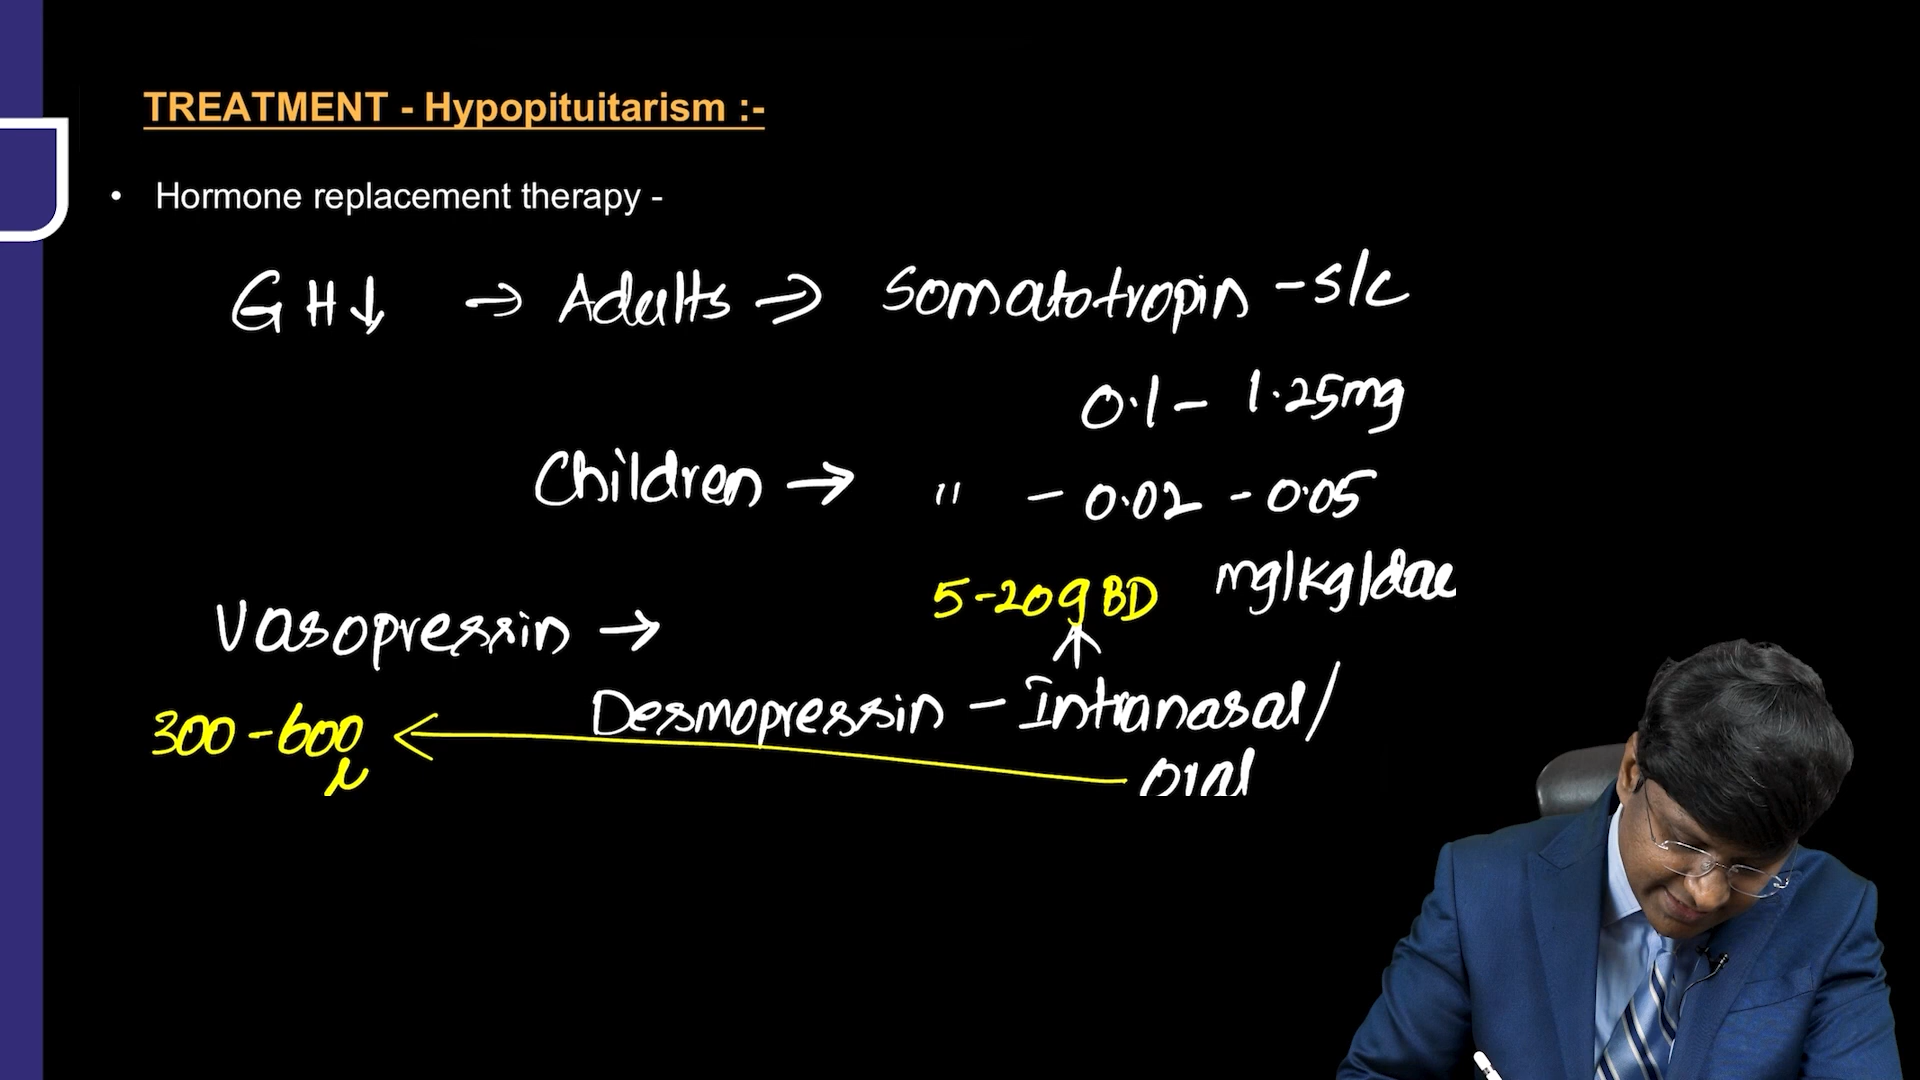 TREATMENT - Hypopituitarism :-
• Hormone replacement therapy -
GH↓ → Adults ⇒ Somatotropin - s/c
0.1 - 1.25mg
Children → " - 0.02 - 0.05
mg/kg/dae
5-20g BD
Vasopressin →
Desmopressin - Intranasal/
oral
300-600
μ